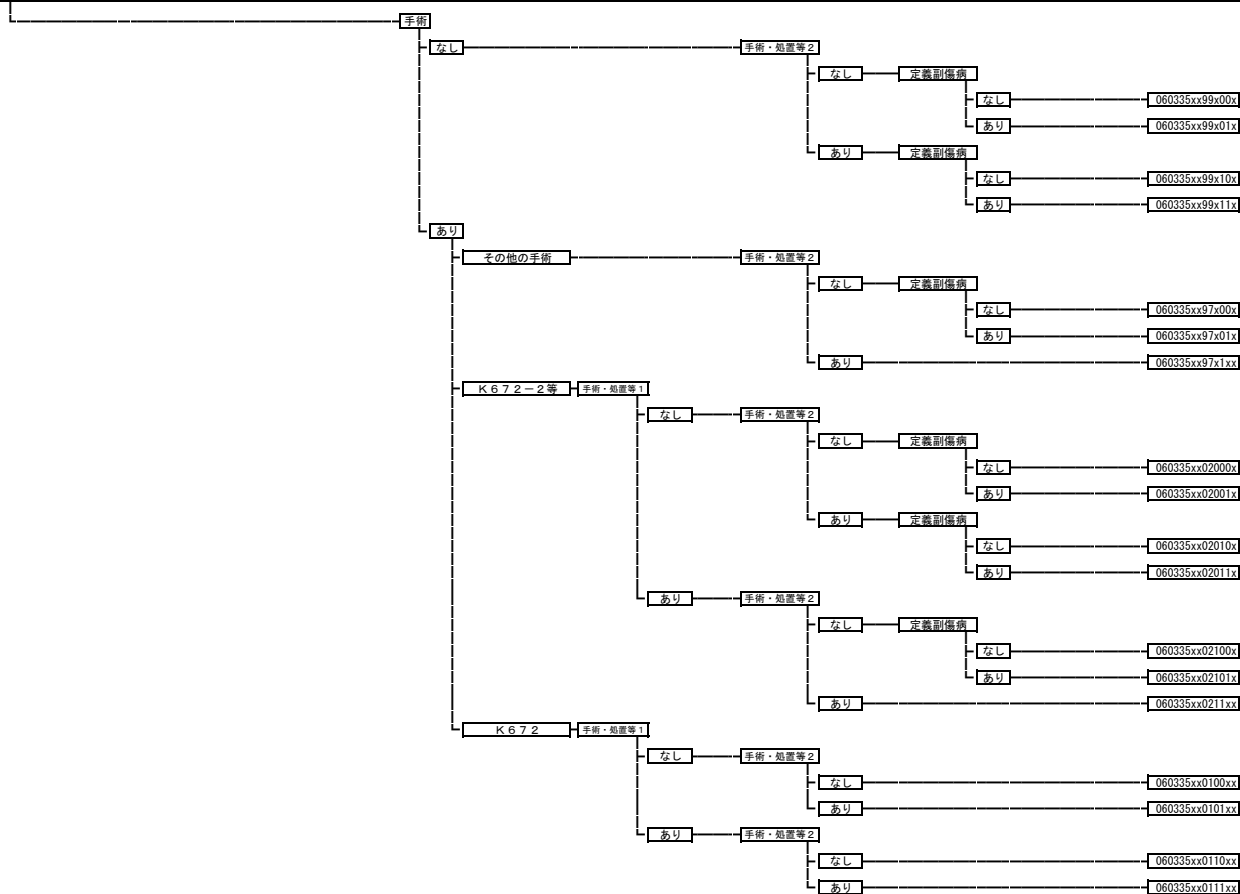 手術
なし 手術・処置等2
なし 定義副傷病
なし 060335xx99x00x
あり 060335xx99x01x
あり 定義副傷病
なし 060335xx99x10x
あり 060335xx99x11x
あり
その他の手術 手術・処置等2
なし 定義副傷病
なし 060335xx97x00x
あり 060335xx97x01x
あり 060335xx97x1xx
K672-2等 手術・処置等1
なし 手術・処置等2
なし 定義副傷病
なし 060335xx02000x
あり 060335xx02001x
あり 定義副傷病
なし 060335xx02010x
あり 060335xx02011x
あり 手術・処置等2
なし 定義副傷病
なし 060335xx02100x
あり 060335xx02101x
あり 060335xx0211xx
K672 手術・処置等1
なし 手術・処置等2
なし 060335xx0100xx
あり 060335xx0101xx
あり 手術・処置等2
なし 060335xx0110xx
あり 060335xx0111xx